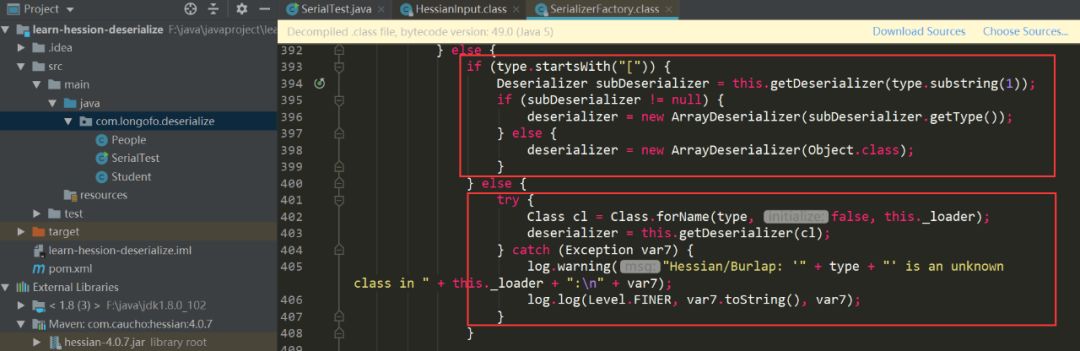 Project
SerialTest.java
HessianInput.class
SerializerFactory.class
learn-hession-deserialize F:\java\javaproject\lea
Decompiled .class file, bytecode version: 49.0 (Java 5)
Download Sources
Choose Sources...
.idea
src
main
java
com.longofo.deserialize
People
SerialTest
Student
resources
test
target
learn-hession-deserialize.iml
pom.xml
External Libraries
< 1.8 (3) > F:\java\jdk1.8.0_102
Maven: com.caucho:hessian:4.0.7
hessian-4.0.7.jar library root
392 } else {
393 if (type.startsWith("[")) {
394 Deserializer subDeserializer = this.getDeserializer(type.substring(1));
395 if (subDeserializer != null) {
396 deserializer = new ArrayDeserializer(subDeserializer.getType());
397 } else {
398 deserializer = new ArrayDeserializer(Object.class);
399 }
400 } else {
401 try {
402 Class cl = Class.forName(type, initialize: false, this._loader);
403 deserializer = this.getDeserializer(cl);
404 } catch (Exception var7) {
405 log.warning( msg: "Hessian/Burlap: '" + type + "' is an unknown
class in " + this._loader + ":\n" + var7);
406 log.log(Level.FINER, var7.toString(), var7);
407 }
408 }
409